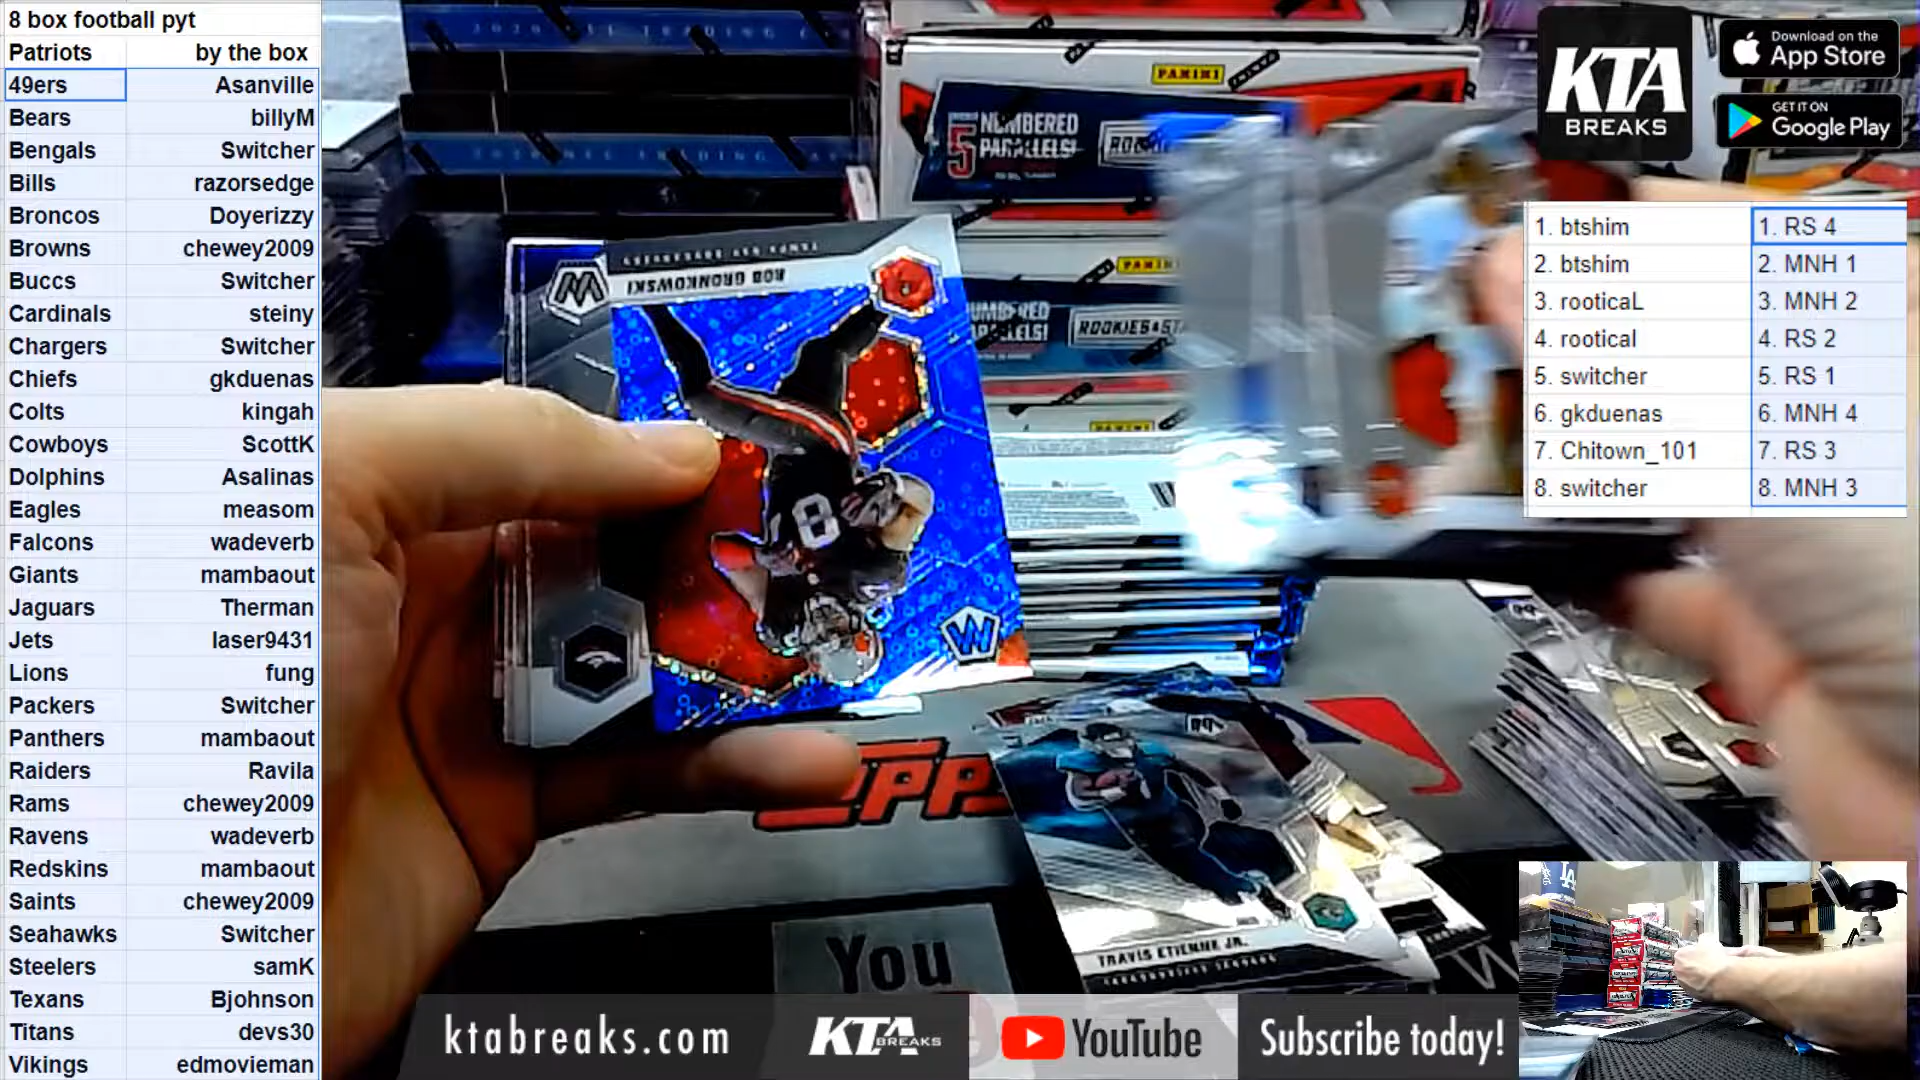 8 box football pyt
Patriots by the box
49ers Asanville
Bears billyM
Bengals Switcher
Bills razorsedge
Broncos Doyerizzy
Browns chewey2009
Buccs Switcher
Cardinals steiny
Chargers Switcher
Chiefs gkduenas
Colts kingah
Cowboys ScottK
Dolphins Asalinas
Eagles measom
Falcons wadeverb
Giants mambaout
Jaguars Therman
Jets laser9431
Lions fung
Packers Switcher
Panthers mambaout
Raiders Ravila
Rams chewey2009
Ravens wadeverb
Redskins mambaout
Saints chewey2009
Seahawks Switcher
Steelers samK
Texans Bjohnson
Titans devs30
Vikings edmovieman
PANINI
5 NUMBERED
PARALLELS!
ROOKIES&ST
ROB GRONKOWSKI
8
TRAVIS ETIENNE JR.
You
KTA
BREAKS
Download on the
App Store
GET IT ON
Google Play
1. btshim 1. RS 4
2. btshim 2. MNH 1
3. rooticaL 3. MNH 2
4. rootical 4. RS 2
5. switcher 5. RS 1
6. gkduenas 6. MNH 4
7. Chitown_101 7. RS 3
8. switcher 8. MNH 3
LA
ktabreaks.com
KTA
BREAKS
YouTube
Subscribe today!